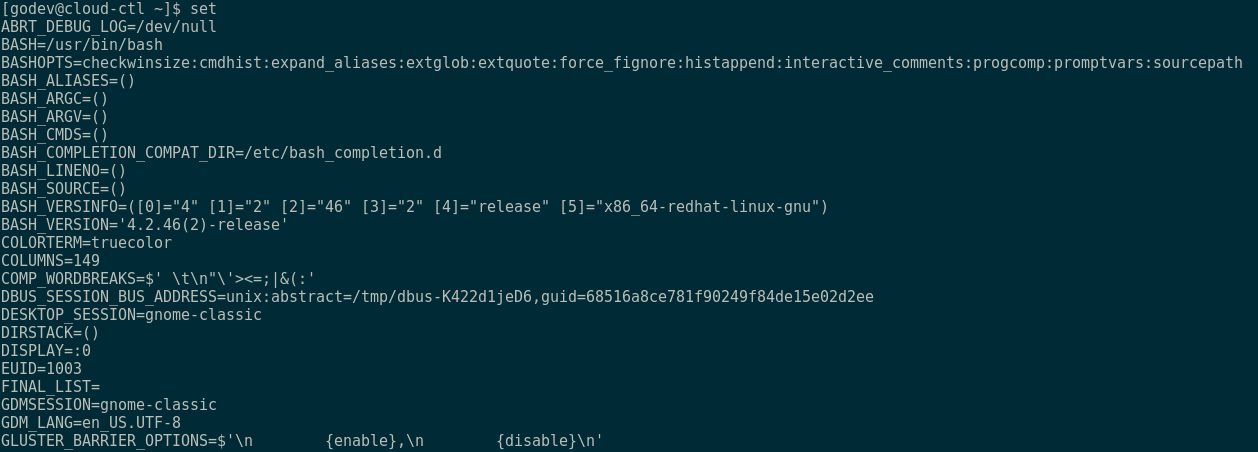 [godev@cloud-ctl ~]$ set
ABRT_DEBUG_LOG=/dev/null
BASH=/usr/bin/bash
BASHOPTS=checkwinsize:cmdhist:expand_aliases:extglob:extquote:force_fignore:histappend:interactive_comments:progcomp:promptvars:sourcepath
BASH_ALIASES=()
BASH_ARGC=()
BASH_ARGV=()
BASH_CMDS=()
BASH_COMPLETION_COMPAT_DIR=/etc/bash_completion.d
BASH_LINENO=()
BASH_SOURCE=()
BASH_VERSINFO=([0]="4" [1]="2" [2]="46" [3]="2" [4]="release" [5]="x86_64-redhat-linux-gnu")
BASH_VERSION='4.2.46(2)-release'
COLORTERM=truecolor
COLUMNS=149
COMP_WORDBREAKS=$' \t\n"\'><=;|&(:'
DBUS_SESSION_BUS_ADDRESS=unix:abstract=/tmp/dbus-K422d1jeD6,guid=68516a8ce781f90249f84de15e02d2ee
DESKTOP_SESSION=gnome-classic
DIRSTACK=()
DISPLAY=:0
EUID=1003
FINAL_LIST=
GDMSESSION=gnome-classic
GDM_LANG=en_US.UTF-8
GLUSTER_BARRIER_OPTIONS=$'\n        {enable},\n        {disable}\n'